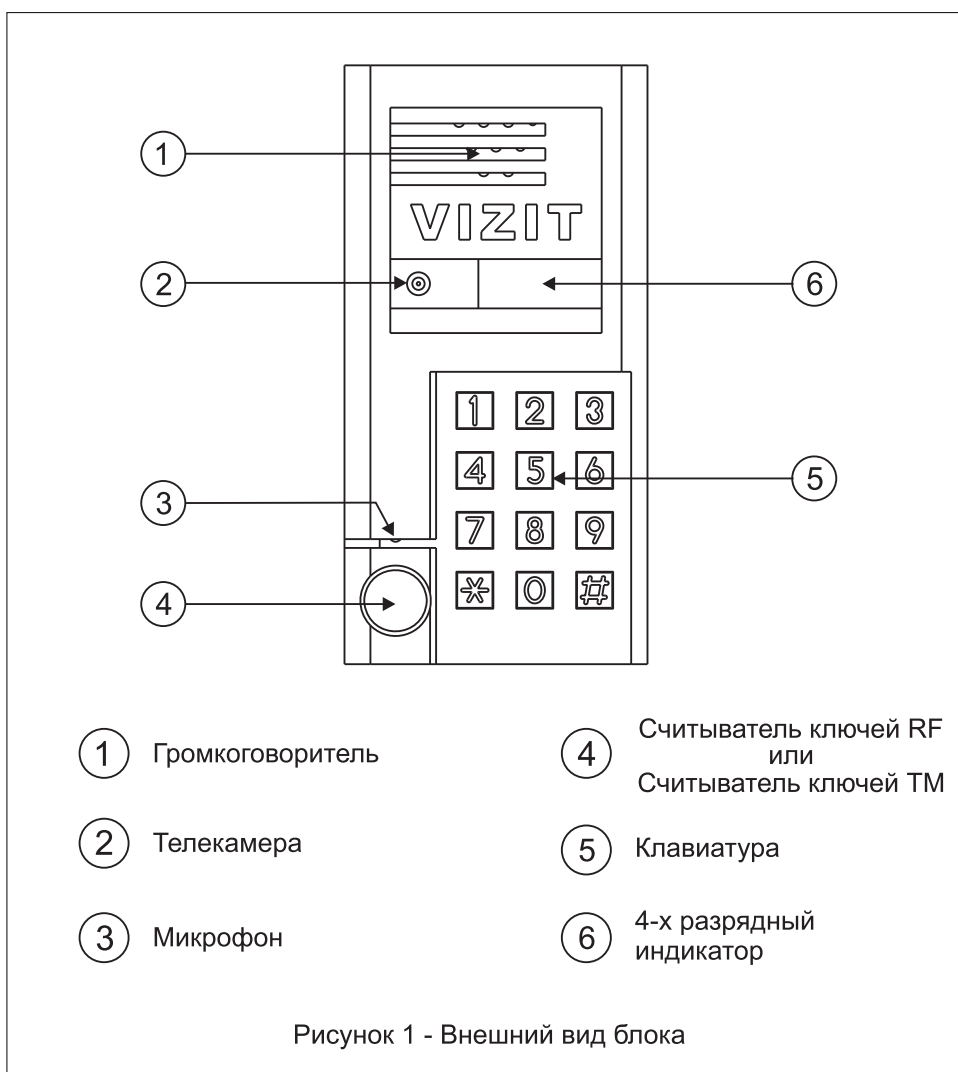 1
VIZIT
2
6
1 2 3
4 5 6
5
3
7 8 9
4
* 0 #
1 Громкоговоритель
4 Считыватель ключей RF
или
Считыватель ключей TM
2 Телекамера
5 Клавиатура
3 Микрофон
6 4-х разрядный
индикатор
Рисунок 1 - Внешний вид блока